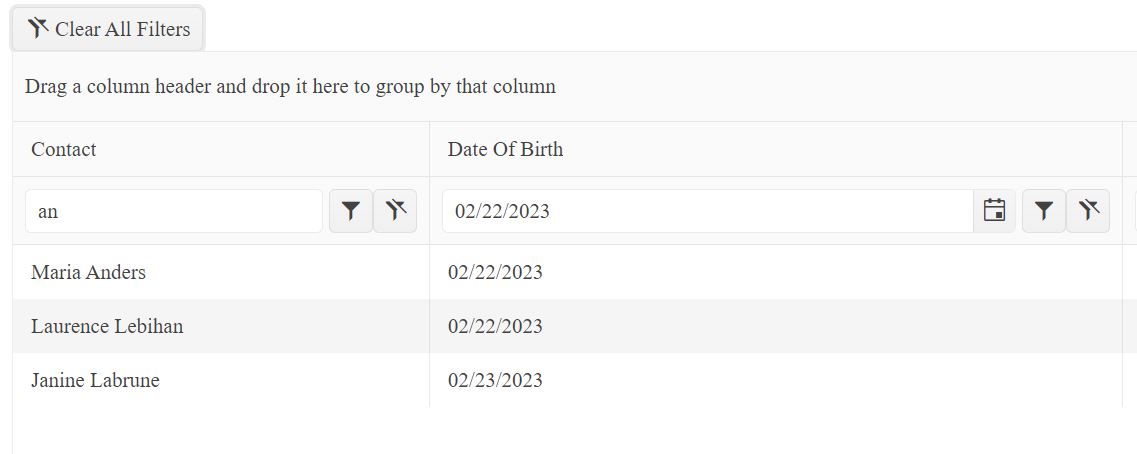 Clear All Filters
Drag a column header and drop it here to group by that column
Contact Date Of Birth
an 02/22/2023
Maria Anders 02/22/2023
Laurence Lebihan 02/22/2023
Janine Labrune 02/23/2023